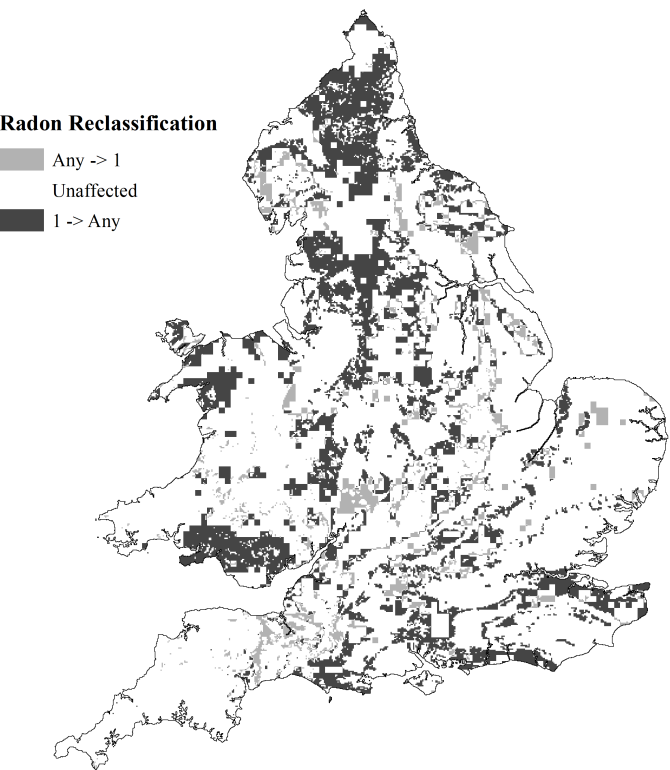 Radon Reclassification
Any -> 1
Unaffected
1 -> Any